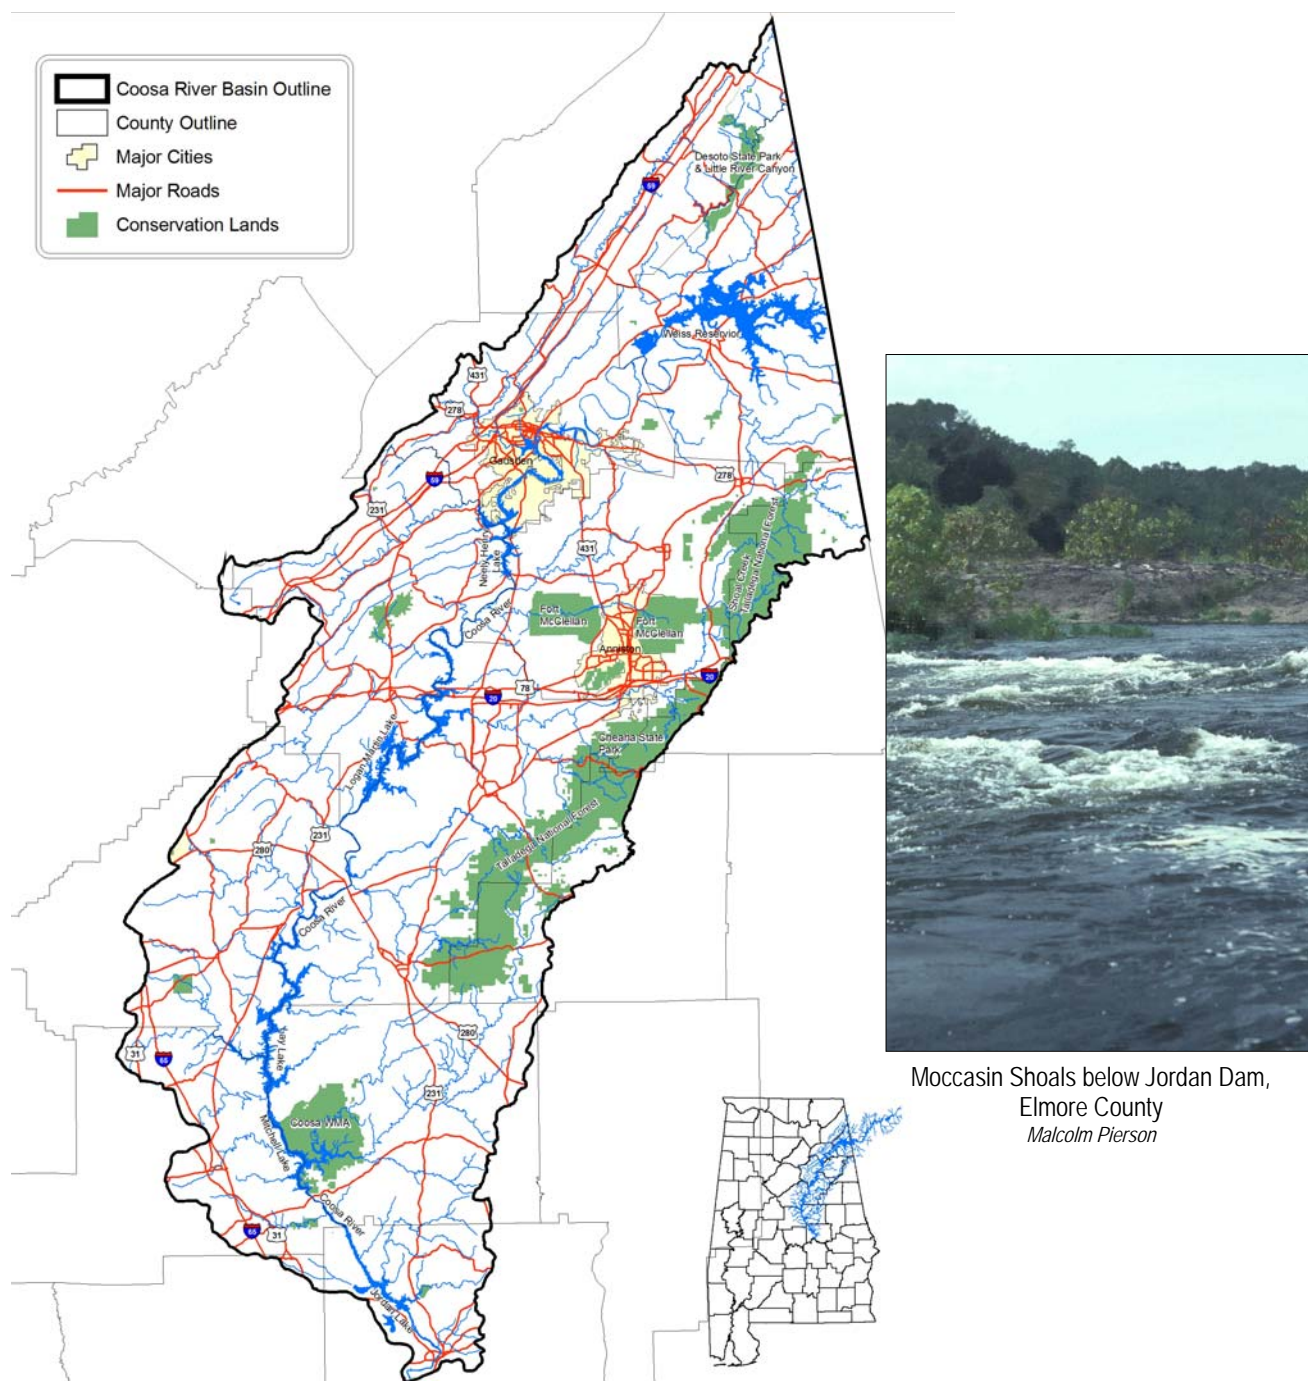 Coosa River Basin Outline
County Outline
Major Cities
Major Roads
Conservation Lands
Desoto State Park
& Little River Canyon
59
Weiss Reservior
431
278
Gadsden
59
231
278
Neely Henry
Lake
431
Shoal Creek
Talladega National Forest
Coosa River
Fort
McClellan
Fort
McClellan
Anniston
20
78
20
Cheaha State
Park
Logan Martin Lake
231
280
Talladega National Forest
Coosa River
Lay Lake
280
31
65
231
Coosa WMA
Mitchell Lake
Coosa River
65
31
Jordan Lake
Moccasin Shoals below Jordan Dam,
Elmore County
Malcolm Pierson